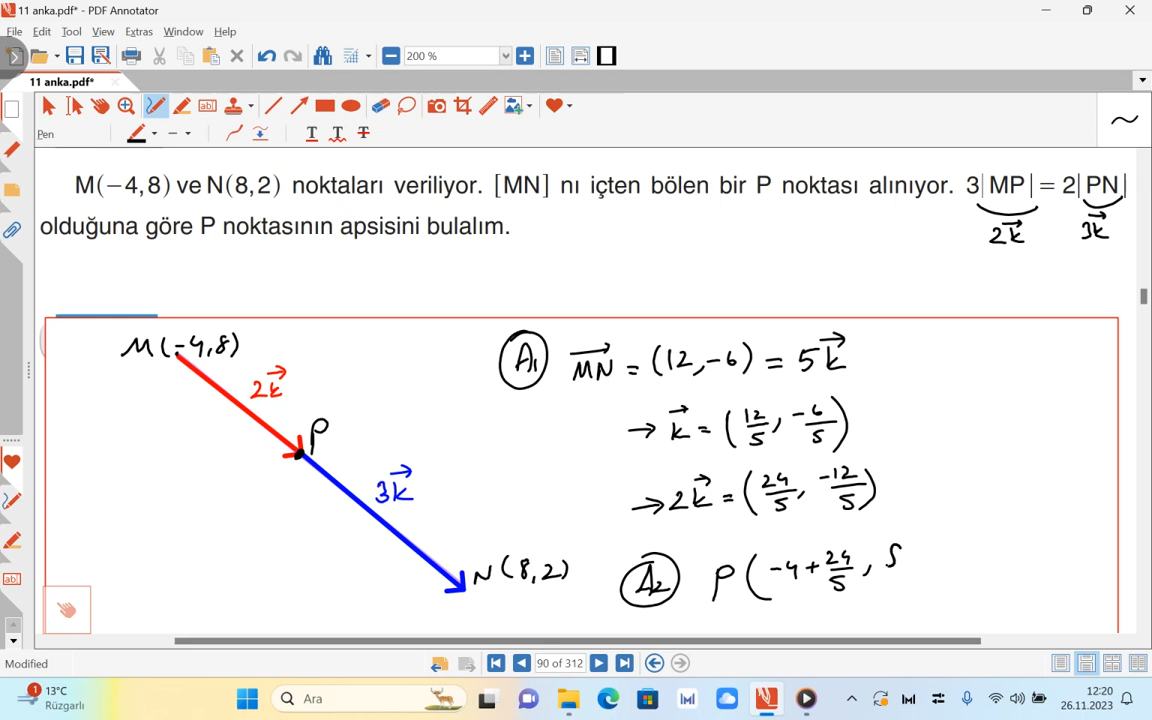 11 anka.pdf* - PDF Annotator
File Edit Tool View Extras Window Help
200 %
11 anka.pdf*
Pen
M(−4, 8) ve N(8, 2) noktaları veriliyor. [MN] nı içten bölen bir P noktası alınıyor. 3|MP| = 2|PN|
olduğuna göre P noktasının apsisini bulalım.
2k⃗ 3k⃗
M(-4,8)
2k⃗
P
3k⃗
N(8,2)
A1 MN⃗ = (12,-6) = 5k⃗
→ k⃗ = (12/5, -6/5)
→ 2k⃗ = (24/5, -12/5)
A2 P(-4+24/5,
Modified
90 of 312
13°C
Rüzgarlı
1
Ara
12:20
26.11.2023